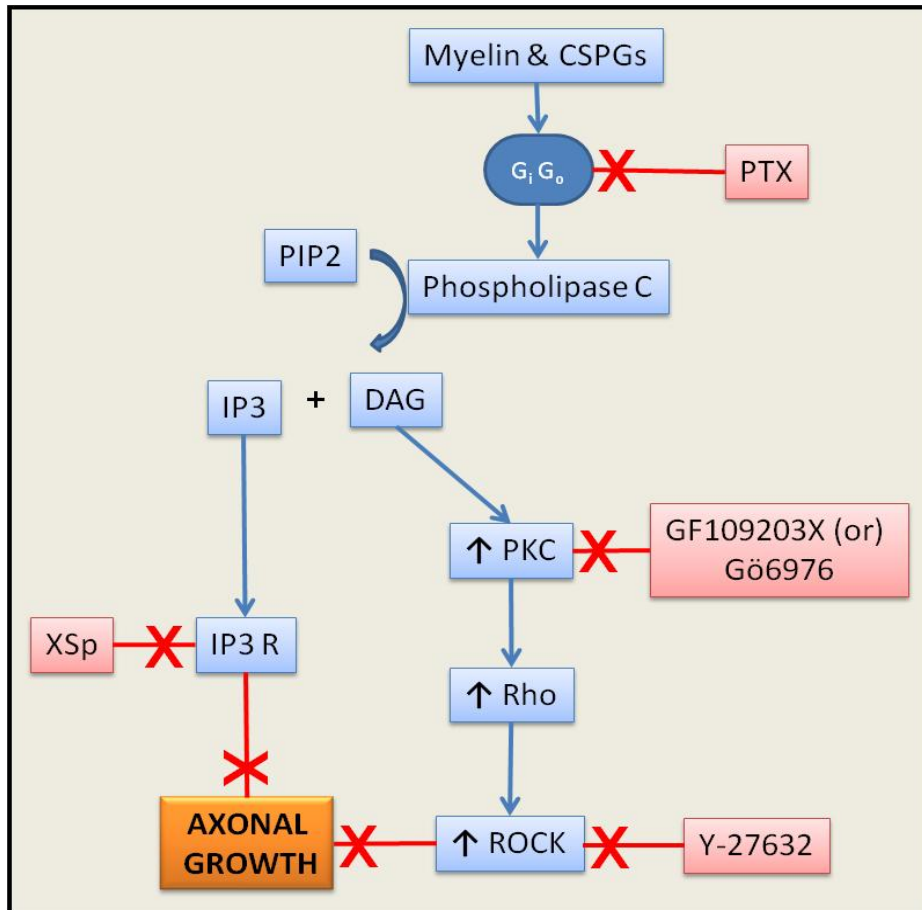 Myelin & CSPGs
Gi Go
PTX
PIP2
Phospholipase C
IP3
+
DAG
↑ PKC
GF109203X (or)
Gö6976
XSp
IP3 R
↑ Rho
AXONAL
GROWTH
↑ ROCK
Y-27632